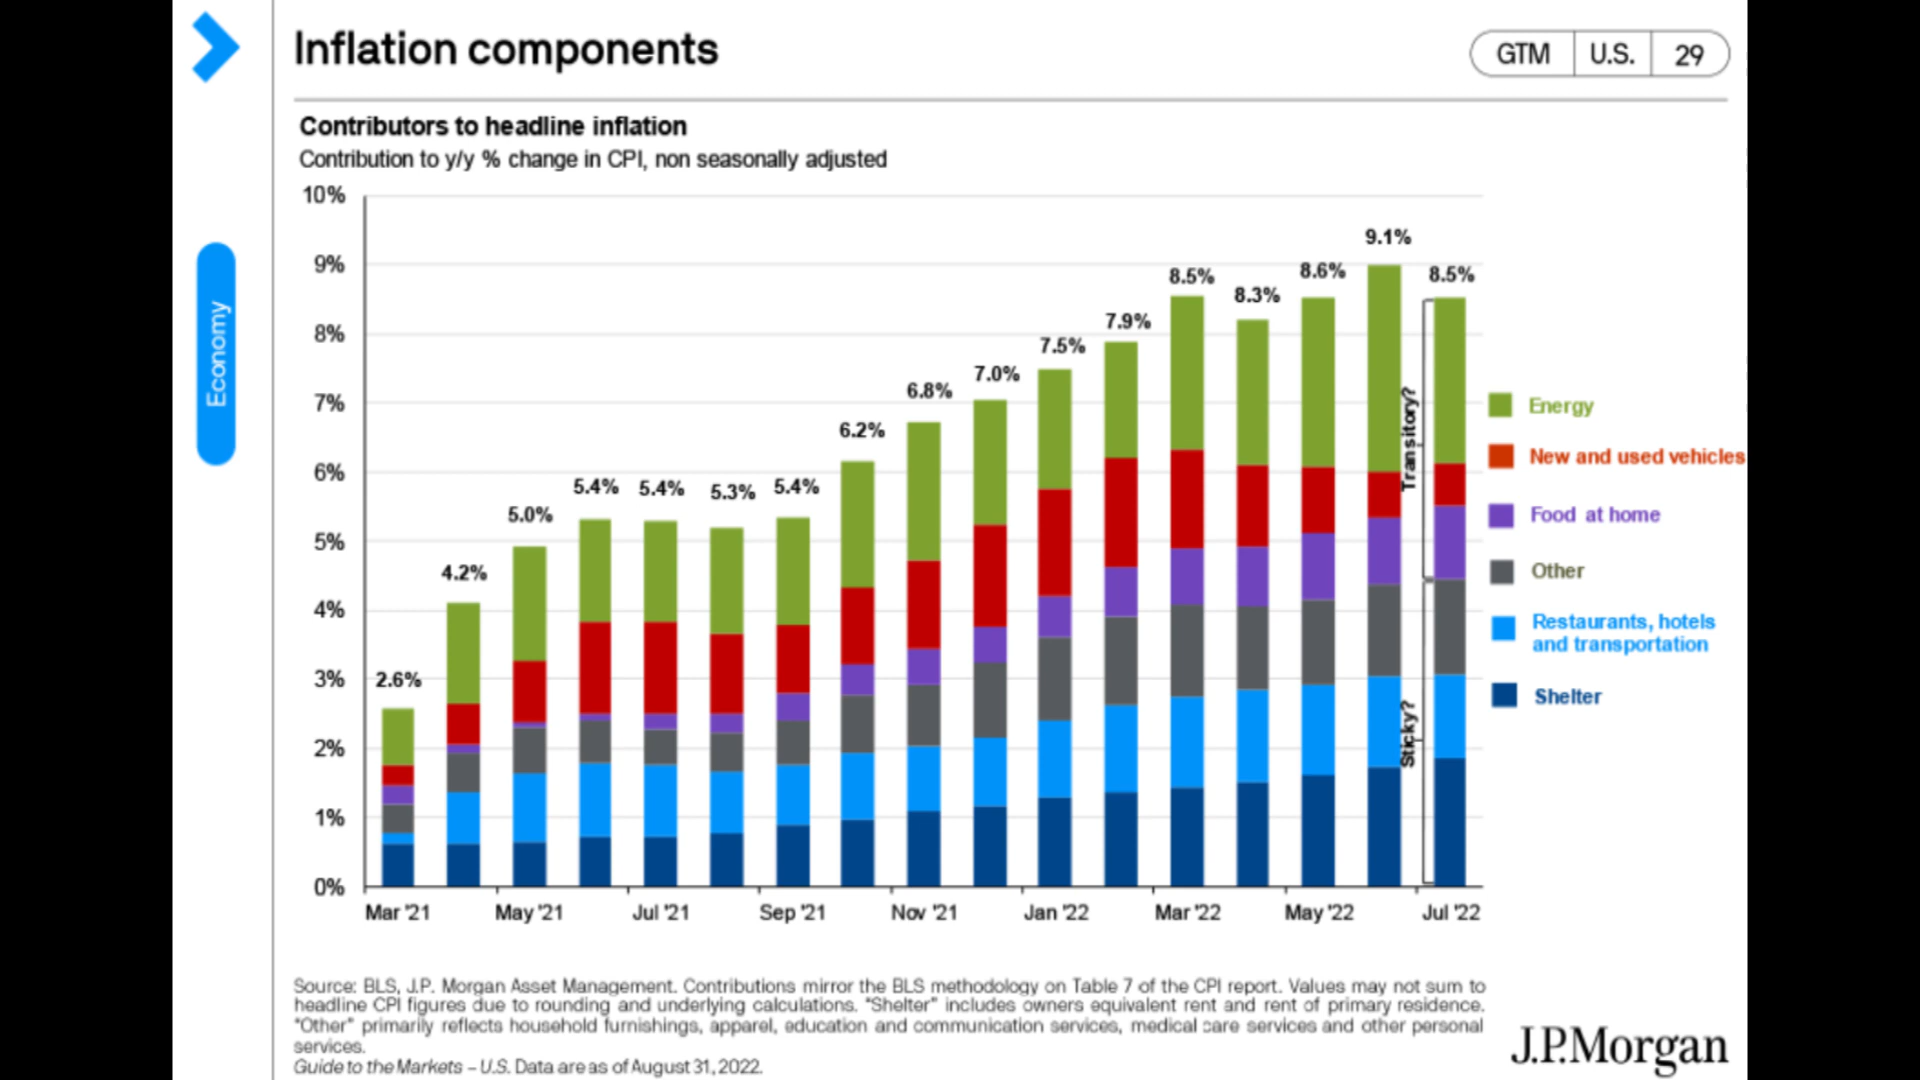 Inflation components
GTM U.S. 29
Contributors to headline inflation
Contribution to y/y % change in CPI, non seasonally adjusted
Economy
10%
9%
8%
7%
6%
5%
4%
3%
2%
1%
0%
2.6%
4.2%
5.0%
5.4%
5.4%
5.3%
5.4%
6.2%
6.8%
7.0%
7.5%
7.9%
8.5%
8.3%
8.6%
9.1%
8.5%
Transitory?
Sticky?
Energy
New and used vehicles
Food at home
Other
Restaurants, hotels
and transportation
Shelter
Mar '21 May '21 Jul '21 Sep '21 Nov '21 Jan '22 Mar '22 May '22 Jul '22
Source: BLS, J.P. Morgan Asset Management. Contributions mirror the BLS methodology on Table 7 of the CPI report. Values may not sum to
headline CPI figures due to rounding and underlying calculations. "Shelter" includes owners equivalent rent and rent of primary residence.
"Other" primarily reflects household furnishings, apparel, education and communication services, medical care services and other personal
services.
Guide to the Markets – U.S. Data are as of August 31, 2022.
J.P.Morgan